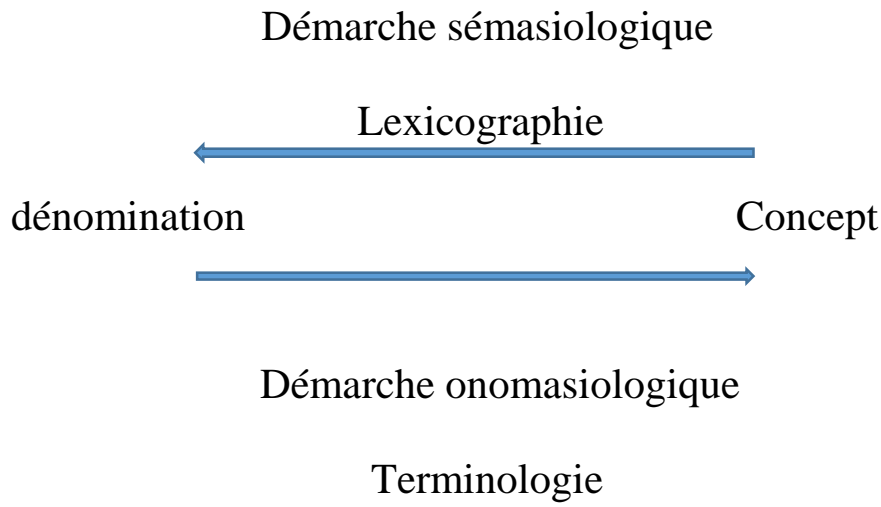 Démarche sémasiologique
Lexicographie
dénomination Concept
Démarche onomasiologique
Terminologie